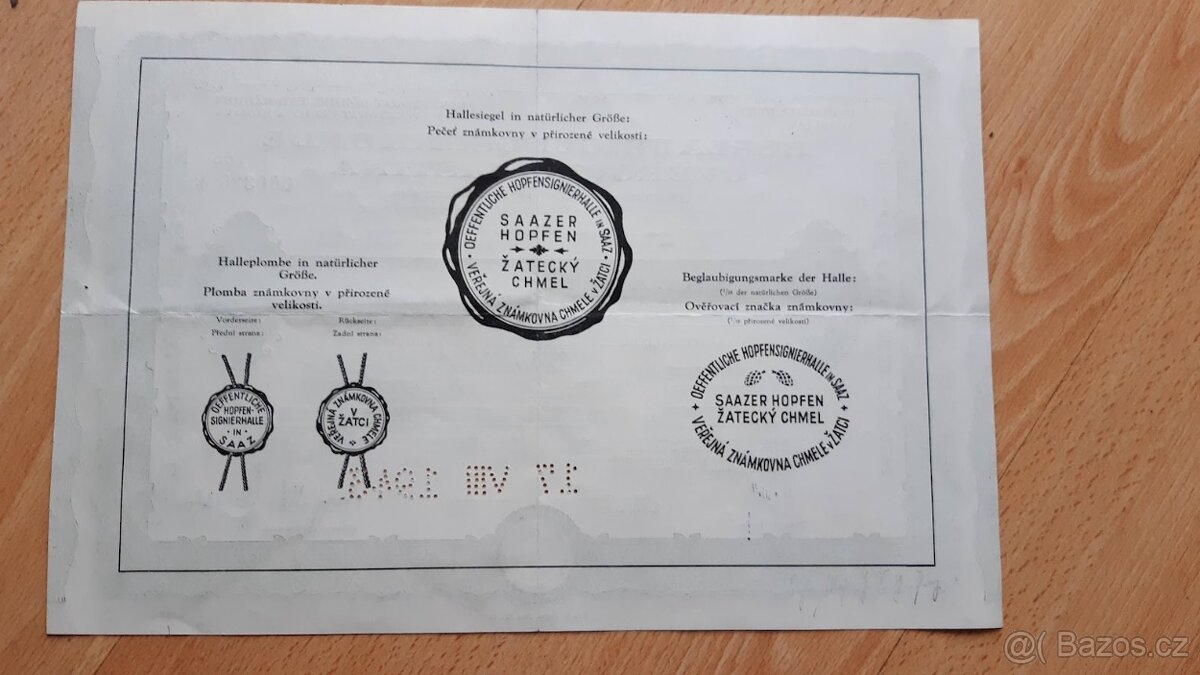 Hallesiegel in natürlicher Größe:
Pečeť známkovny v přirozené velikosti:
OEFFENTLICHE HOPFENSIGNIERHALLE IN SAAZ
SAAZER
HOPFEN
ŽATECKÝ
CHMEL
VEŘEJNÁ ZNÁMKOVNA CHMELE V ŽATCI
Halleplombe in natürlicher
Größe.
Plomba známkovny v přirozené
velikosti.
Vorderseite:
Přední strana:
Rückseite:
Zadní strana:
OEFFENTLICHE
HOPFEN-
SIGNIERHALLE
· IN ·
SAAZ
VEŘEJNÁ ZNÁMKOVNA CHMELE
V
ŽATCI
Beglaubigungsmarke der Halle:
der natürlichen Größe)
Ověřovací značka známkovny:
přirozené velikosti)
OEFFENTLICHE HOPFENSIGNIERHALLE IN SAAZ
SAAZER HOPFEN
ŽATECKÝ CHMEL
VEŘEJNÁ ZNÁMKOVNA CHMELE V ŽATCI
@( Bazos.cz